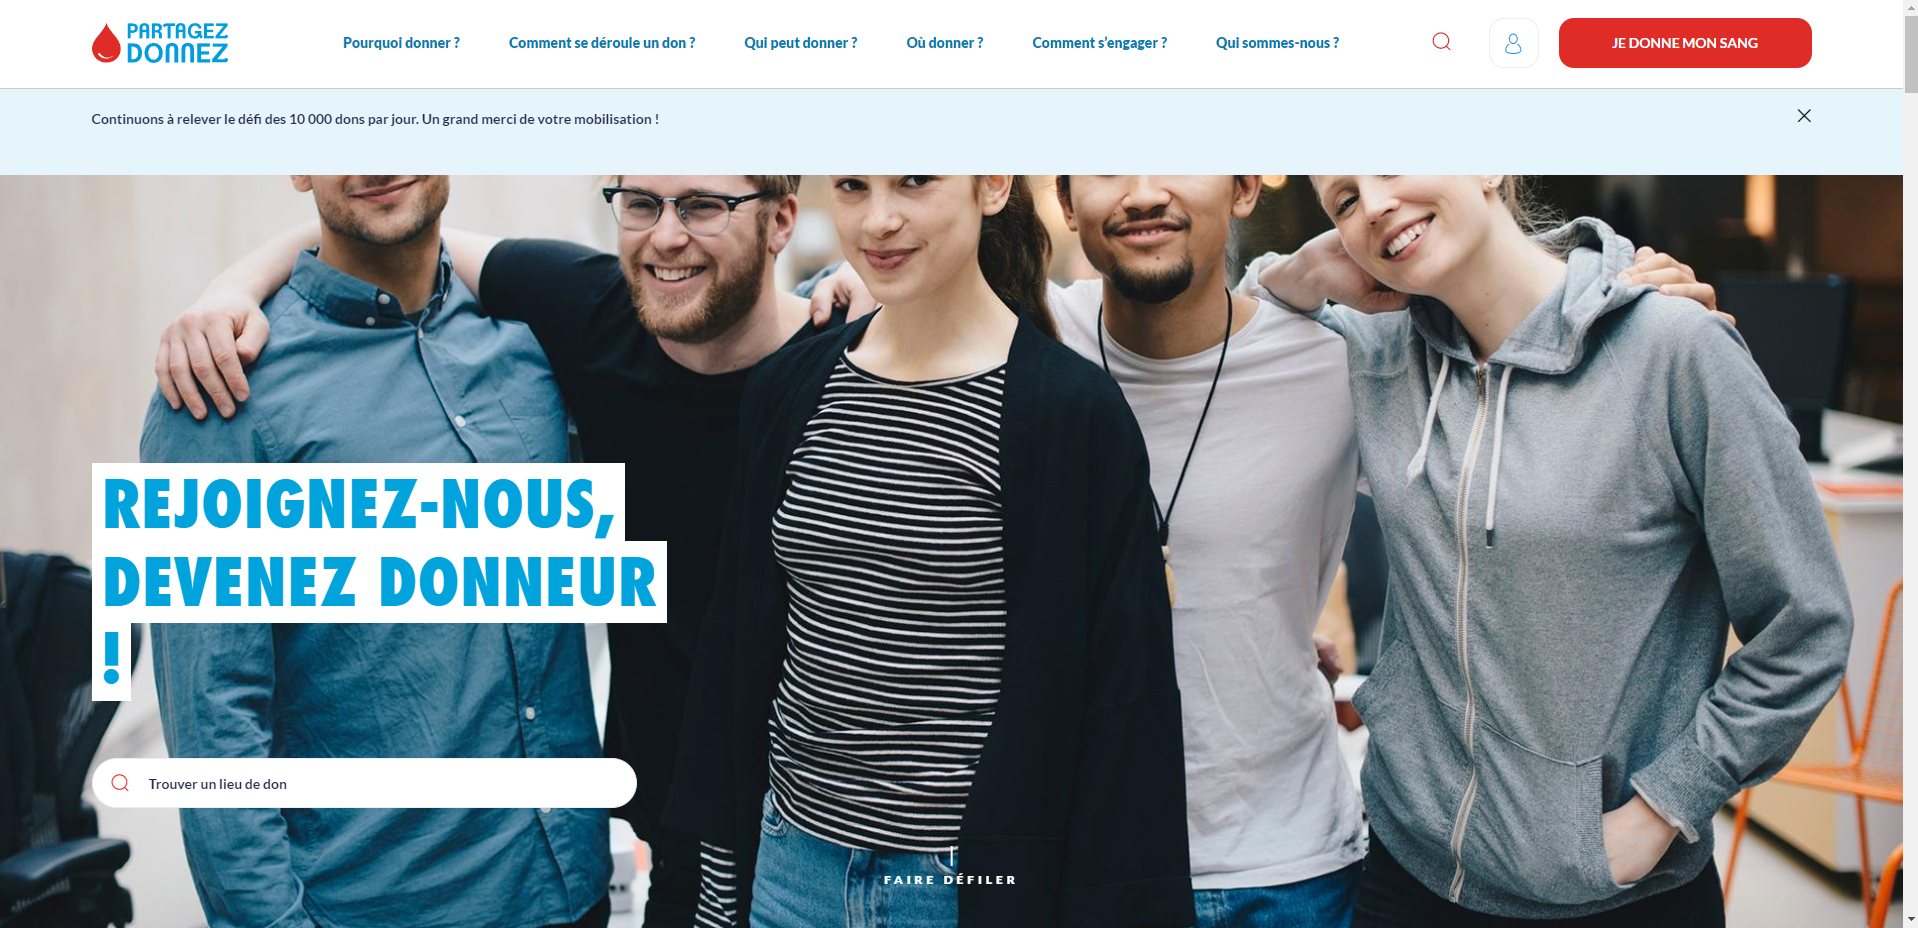 PARTAGEZ
DONNEZ
Pourquoi donner ?
Comment se déroule un don ?
Qui peut donner ?
Où donner ?
Comment s’engager ?
Qui sommes-nous ?
JE DONNE MON SANG
Continuons à relever le défi des 10 000 dons par jour. Un grand merci de votre mobilisation !
REJOIGNEZ-NOUS,
DEVENEZ DONNEUR
!
Trouver un lieu de don
FAIRE DÉFILER